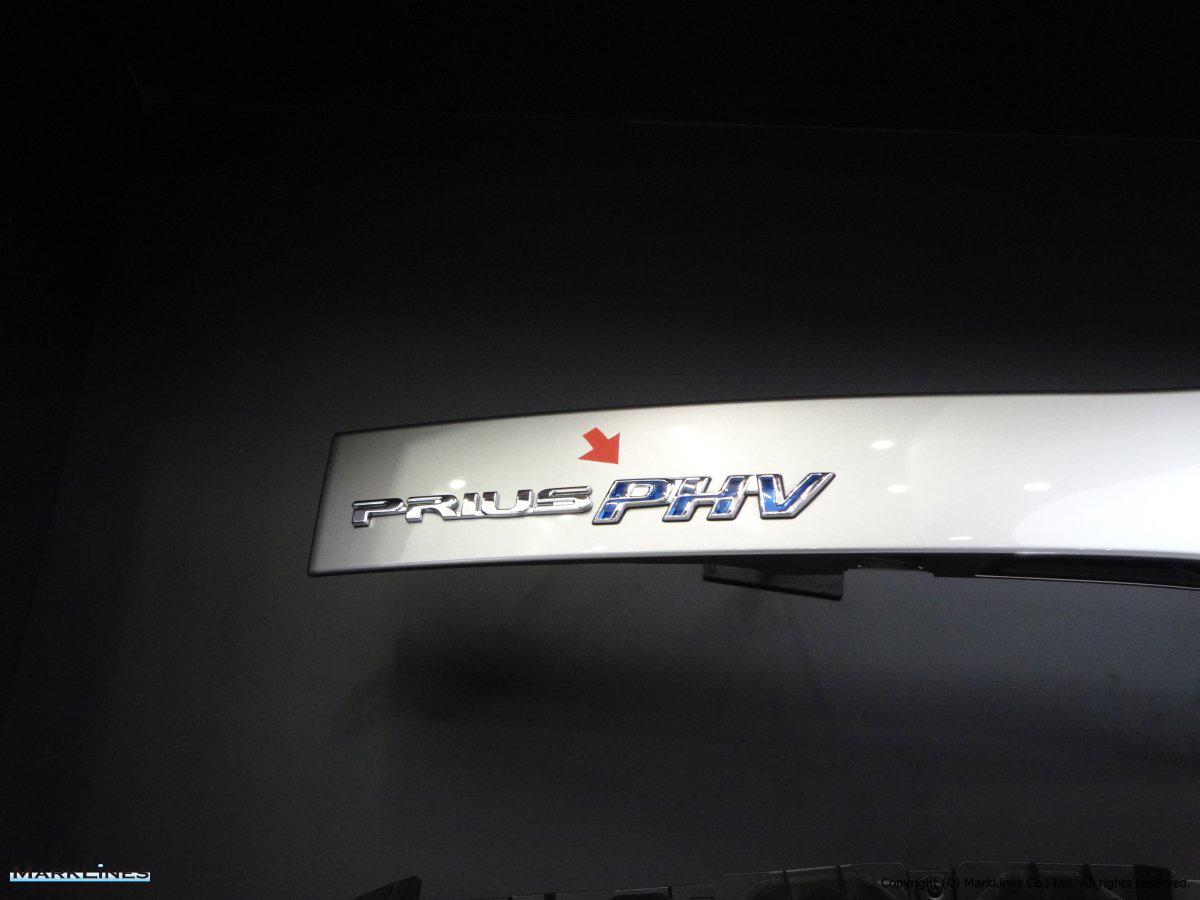 PRIUS PHV
MARKLINES
Copyright (C) MarkLines Co., Ltd. All rights reserved.